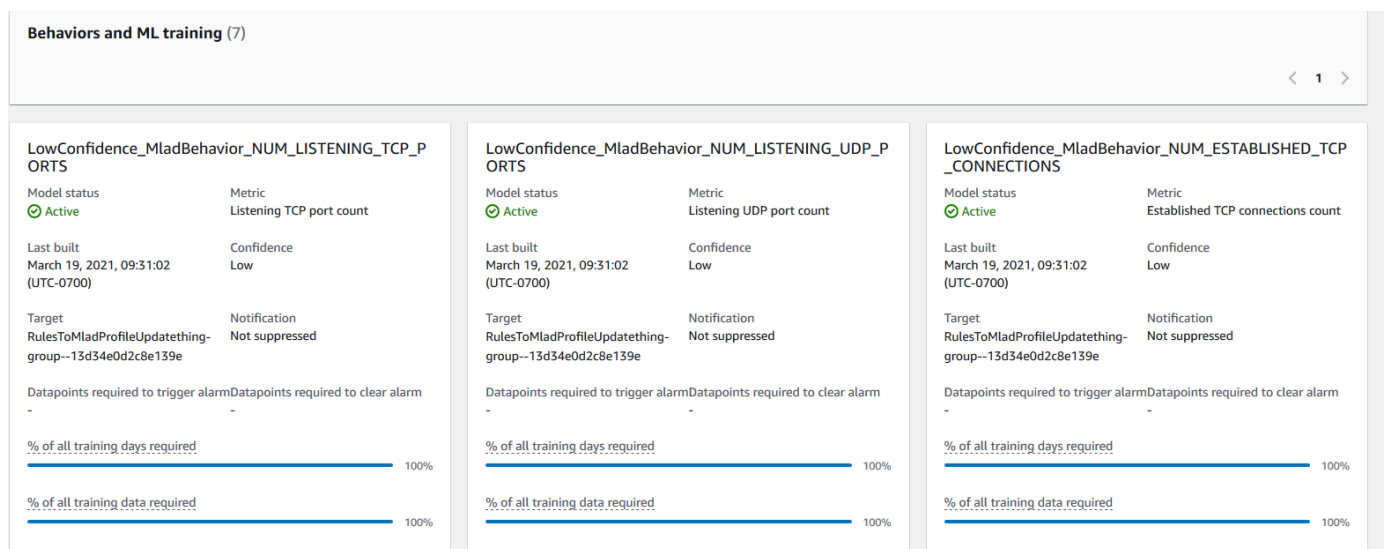 Behaviors and ML training (7)
< 1 >
LowConfidence_MladBehavior_NUM_LISTENING_TCP_P
ORTS
Model status
Metric
Active
Listening TCP port count
Last built
Confidence
March 19, 2021, 09:31:02
(UTC-0700)
Low
Target
Notification
RulesToMladProfileUpdatething-
group--13d34e0d2c8e139e
Not suppressed
Datapoints required to trigger alarm
Datapoints required to clear alarm
-
-
% of all training days required
100%
% of all training data required
100%
LowConfidence_MladBehavior_NUM_LISTENING_UDP_P
ORTS
Model status
Metric
Active
Listening UDP port count
Last built
Confidence
March 19, 2021, 09:31:02
(UTC-0700)
Low
Target
Notification
RulesToMladProfileUpdatething-
group--13d34e0d2c8e139e
Not suppressed
Datapoints required to trigger alarm
Datapoints required to clear alarm
-
-
% of all training days required
100%
% of all training data required
100%
LowConfidence_MladBehavior_NUM_ESTABLISHED_TCP
_CONNECTIONS
Model status
Metric
Active
Established TCP connections count
Last built
Confidence
March 19, 2021, 09:31:02
(UTC-0700)
Low
Target
Notification
RulesToMladProfileUpdatething-
group--13d34e0d2c8e139e
Not suppressed
Datapoints required to trigger alarm
Datapoints required to clear alarm
-
-
% of all training days required
100%
% of all training data required
100%